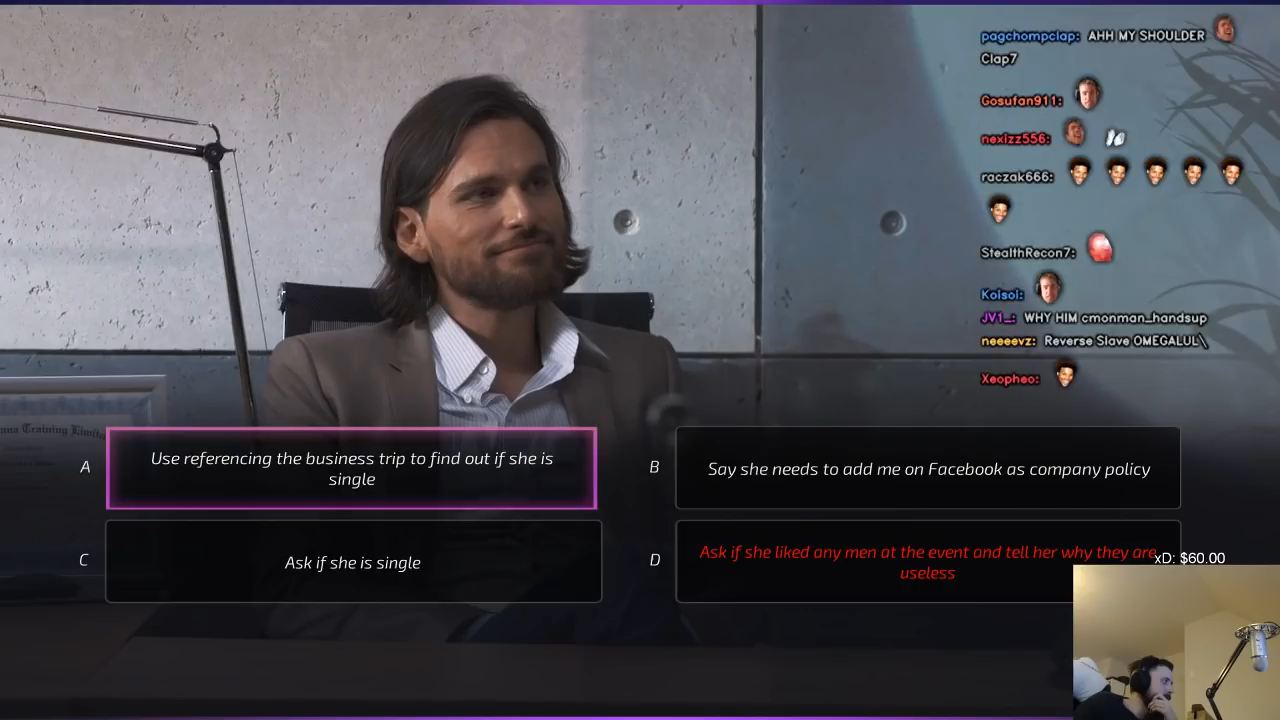 pagchompclap: AHH MY SHOULDER
Clap7
Gosufan911:
nexizz556:
raczak666:
StealthRecon7:
Koisol:
JV1_: WHY HIM cmonman_handsup
neeeevz: Reverse Slave OMEGALUL\
Xeopheo:
Training Limite
A
Use referencing the business trip to find out if she is
single
B
Say she needs to add me on Facebook as company policy
C
Ask if she is single
D
Ask if she liked any men at the event and tell her why they are
useless
xD: $60.00